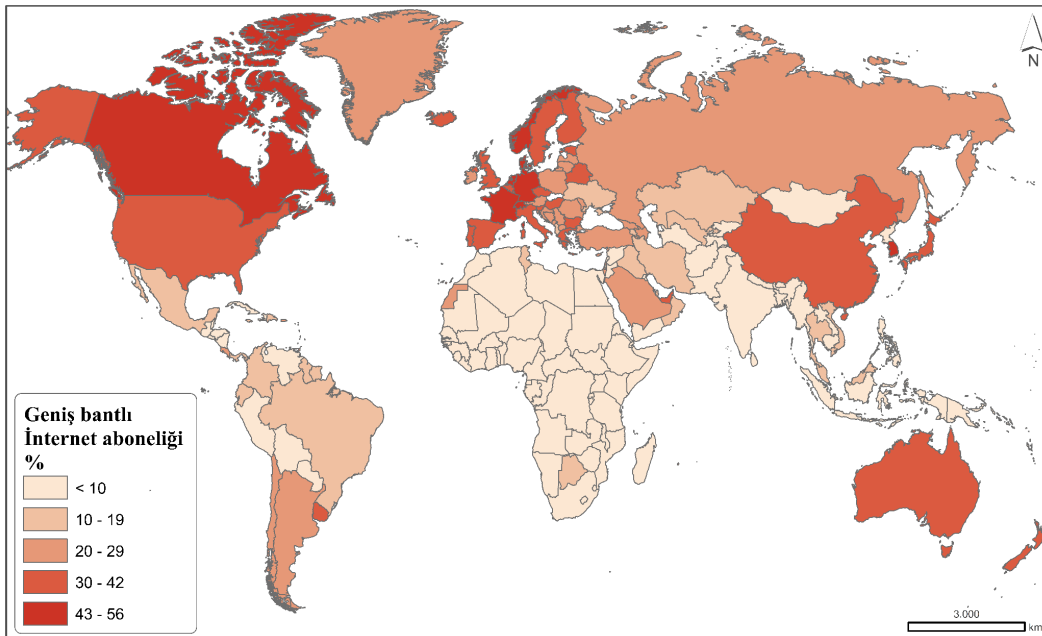 N
Geniş bantlı
İnternet aboneliği
%
< 10
10 - 19
20 - 29
30 - 42
43 - 56
3.000
km